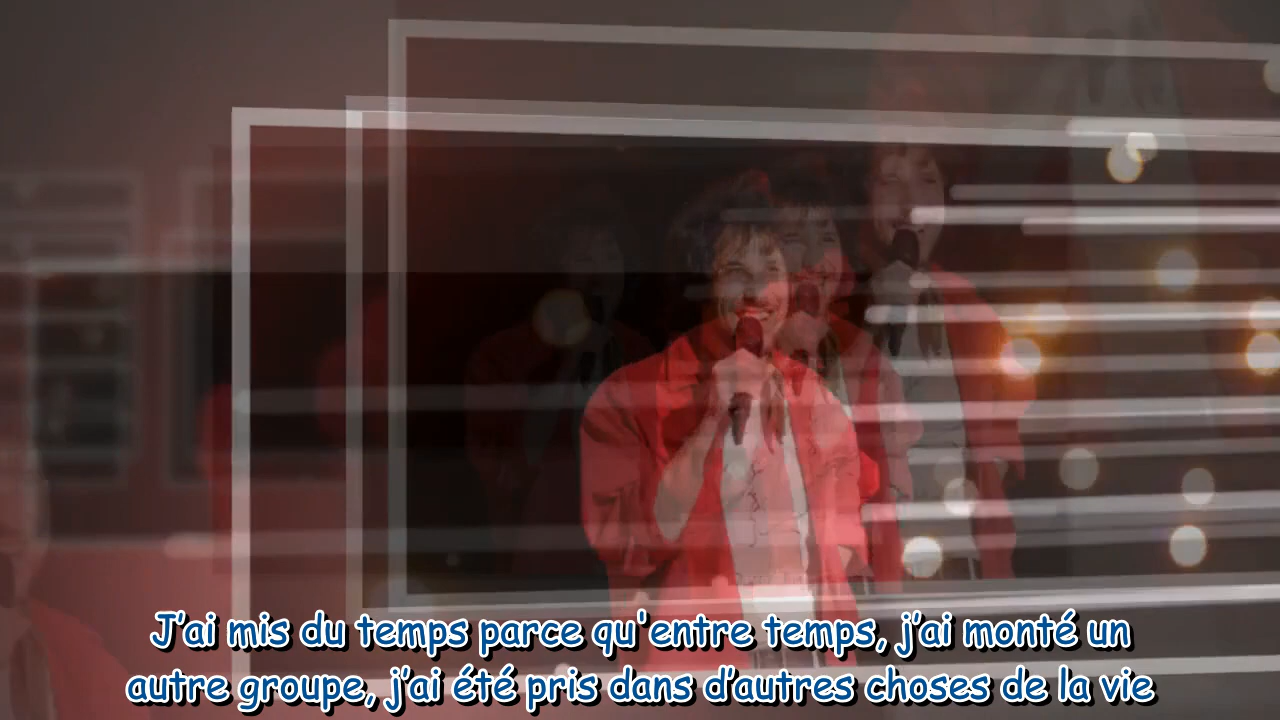 J’ai mis du temps parce qu'entre temps, j’ai monté un
autre groupe, j’ai été pris dans d’autres choses de la vie